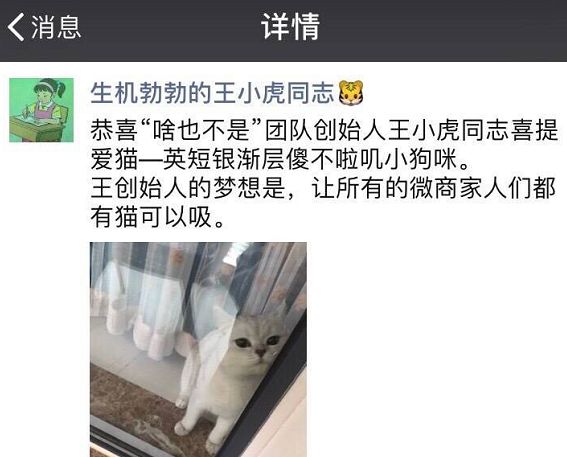 消息
详情
生机勃勃的王小虎同志🐯
恭喜“啥也不是”团队创始人王小虎同志喜提
爱猫—英短银渐层傻不啦叽小狗咪。
王创始人的梦想是，让所有的微商家人们都
有猫可以吸。